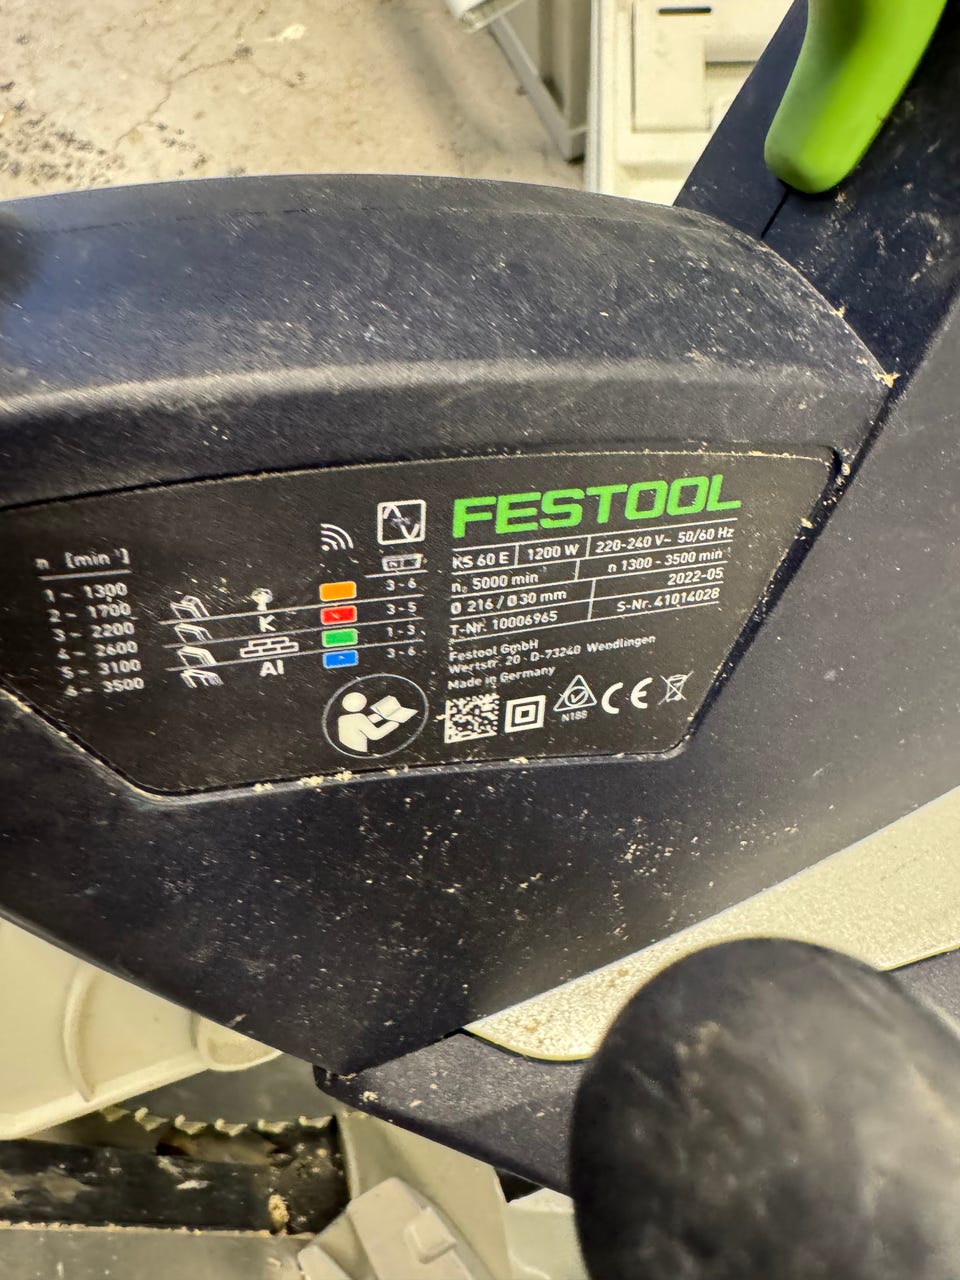 n [min⁻¹]
1 - 1300
2 - 1700
3 - 2200
4 - 2600
5 - 3100
6 - 3500
3 - 6
K
3 - 5
1 - 3
Al
3 - 6
FESTOOL
KS 60 E 1200 W 220-240 V~ 50/60 Hz
n₀ 5000 min⁻¹ n 1300 - 3500 min⁻¹
Ø 216 / Ø 30 mm 2022-05
T-Nr. 10006965 S-Nr. 41014028
Festool GmbH
Wertstr. 20 · D-73240 Wendlingen
Made in Germany
N188
CE